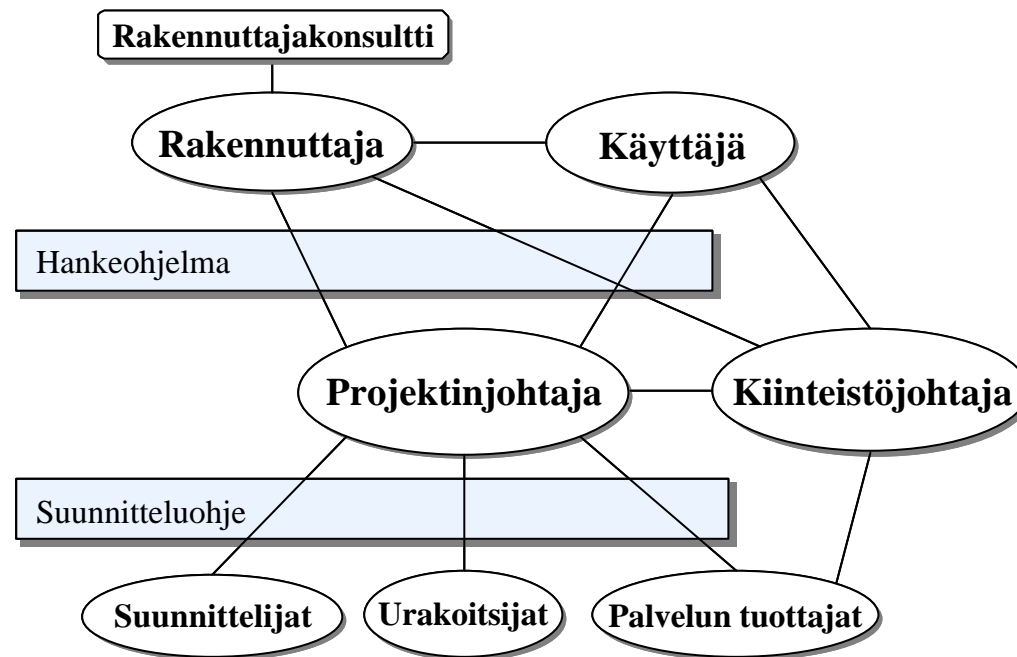 Rakennuttajakonsultti
Rakennuttaja
Käyttäjä
Hankeohjelma
Projektinjohtaja
Kiinteistöjohtaja
Suunnitteluohje
Suunnittelijat
Urakoitsijat
Palvelun tuottajat